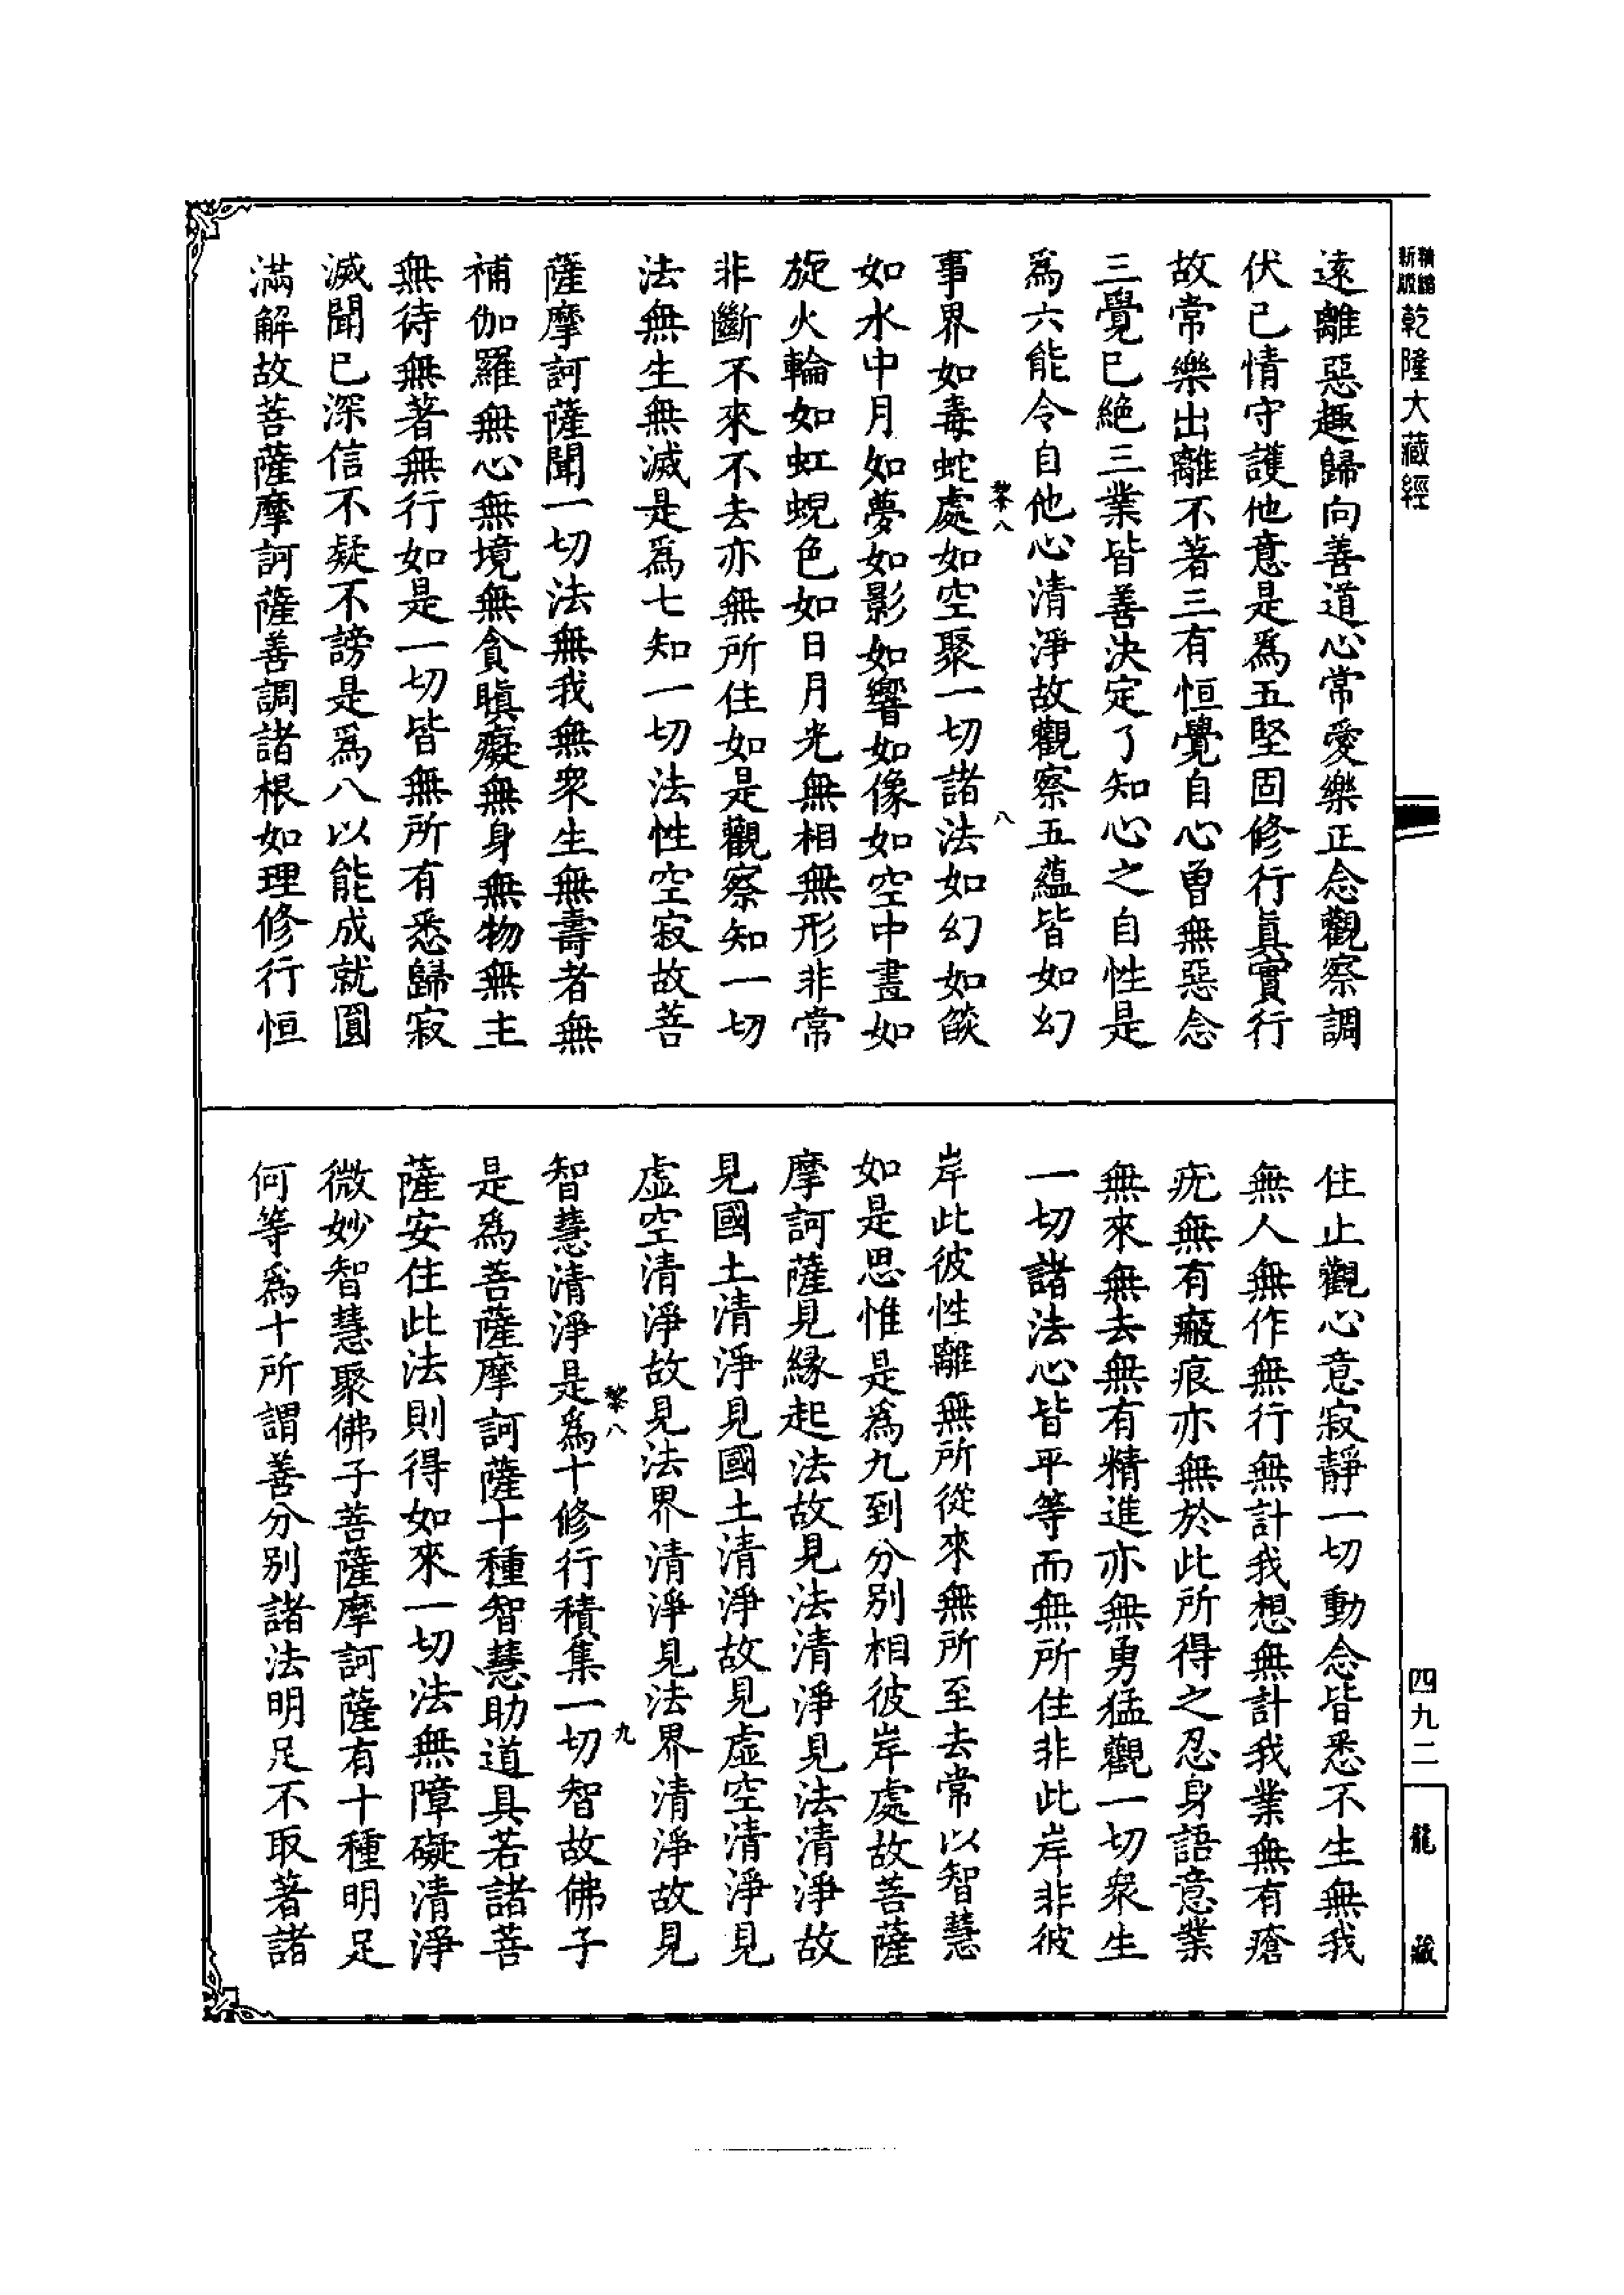 新版精縮乾隆大藏經
遠離惡趣歸向善道心常愛樂正念觀察調
伏已情守護他意是爲五堅固修行眞實行
故常樂出離不著三有恒覺自心曾無惡念
三覺已絶三業皆善決定了知心之自性是
爲六能令自他心清淨故觀察五蘊皆如幻
黎八
八
事界如毒蛇處如空聚一切諸法如幻如燄
如水中月如夢如影如響如像如空中畫如
旋火輪如虹蜺色如日月光無相無形非常
非斷不來不去亦無所住如是觀察知一切
法無生無滅是爲七知一切法性空寂故菩
薩摩訶薩聞一切法無我無衆生無壽者無
補伽羅無心無境無貪瞋癡無身無物無主
無待無著無行如是一切皆無所有悉歸寂
滅聞已深信不疑不謗是爲八以能成就圓
滿解故菩薩摩訶薩善調諸根如理修行恒
住止觀心意寂靜一切動念皆悉不生無我
無人無作無行無計我想無計我業無有瘡
疣無有瘢痕亦無於此所得之忍身語意業
無來無去無有精進亦無勇猛觀一切衆生
一切諸法心皆平等而無所住非此岸非彼
岸此彼性離無所從來無所至去常以智慧
如是思惟是爲九到分別相彼岸處故菩薩
摩訶薩見緣起法故見法清淨見法清淨故
見國土清淨見國土清淨故見虛空清淨見
虛空清淨故見法界清淨見法界清淨故見
黎八
九
智慧清淨是爲十修行積集一切智故佛子
是爲菩薩摩訶薩十種智慧助道具若諸菩
薩安住此法則得如來一切法無障礙清淨
微妙智慧聚佛子菩薩摩訶薩有十種明足
何等爲十所謂善分別諸法明足不取著諸
四九二
龍藏